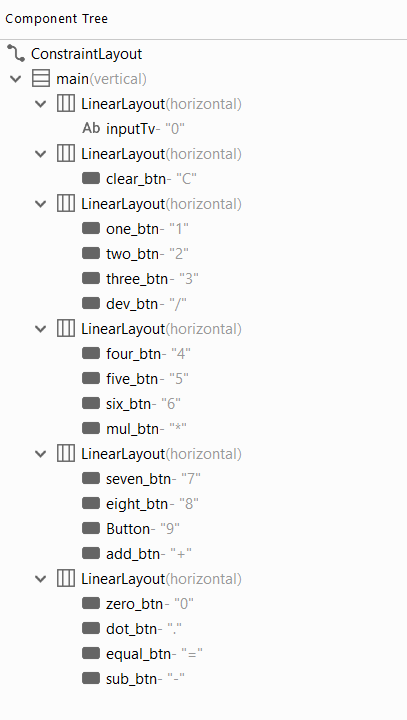 Component Tree
ConstraintLayout
main(vertical)
LinearLayout(horizontal)
Ab inputTv- "0"
LinearLayout(horizontal)
clear_btn- "C"
LinearLayout(horizontal)
one_btn- "1"
two_btn- "2"
three_btn- "3"
dev_btn- "/"
LinearLayout(horizontal)
four_btn- "4"
five_btn- "5"
six_btn- "6"
mul_btn- "*"
LinearLayout(horizontal)
seven_btn- "7"
eight_btn- "8"
Button- "9"
add_btn- "+"
LinearLayout(horizontal)
zero_btn- "0"
dot_btn- "."
equal_btn- "="
sub_btn- "-"